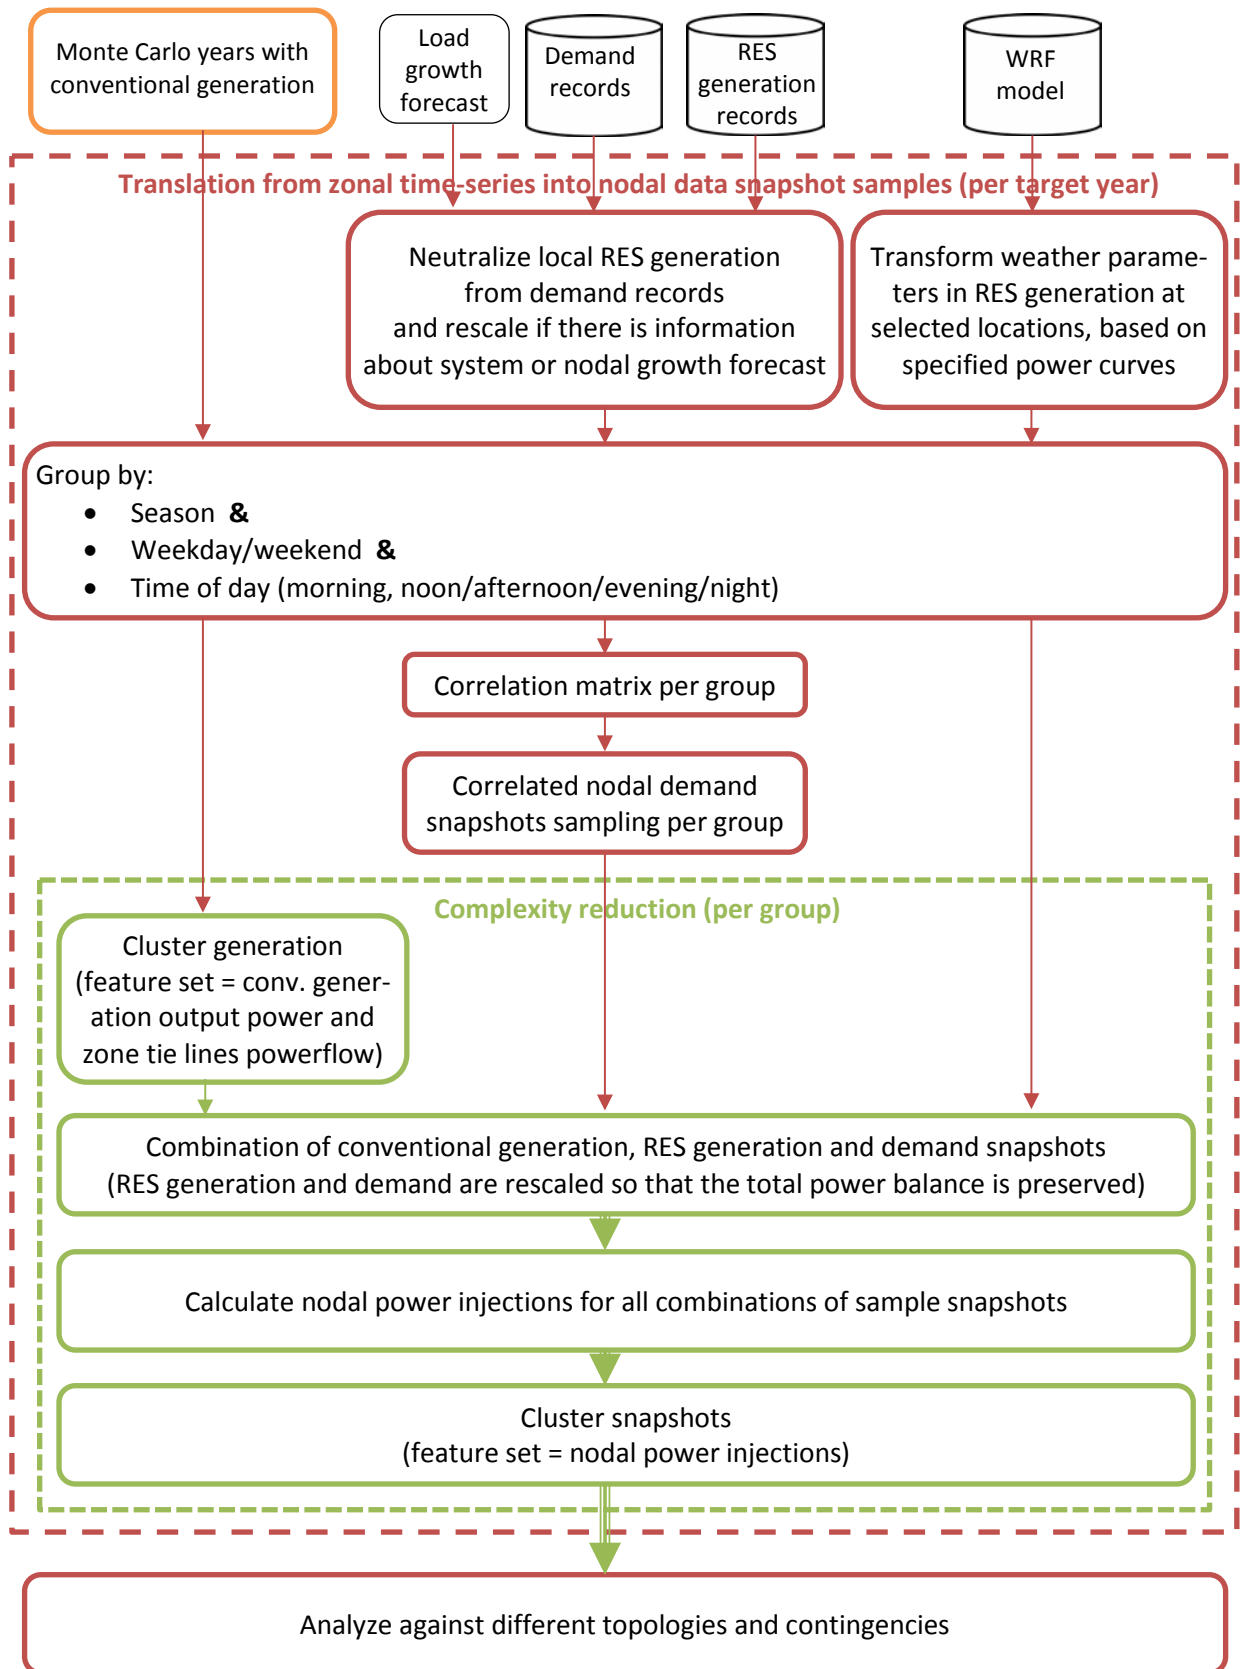 Monte Carlo years with
conventional generation
Load
growth
forecast
Demand
records
RES
generation
records
WRF
model
Translation from zonal time-series into nodal data snapshot samples (per target year)
Neutralize local RES generation
from demand records
and rescale if there is information
about system or nodal growth forecast
Transform weather parame-
ters in RES generation at
selected locations, based on
specified power curves
Group by:
• Season &
• Weekday/weekend &
• Time of day (morning, noon/afternoon/evening/night)
Correlation matrix per group
Correlated nodal demand
snapshots sampling per group
Complexity reduction (per group)
Cluster generation
(feature set = conv. gener-
ation output power and
zone tie lines powerflow)
Combination of conventional generation, RES generation and demand snapshots
(RES generation and demand are rescaled so that the total power balance is preserved)
Calculate nodal power injections for all combinations of sample snapshots
Cluster snapshots
(feature set = nodal power injections)
Analyze against different topologies and contingencies